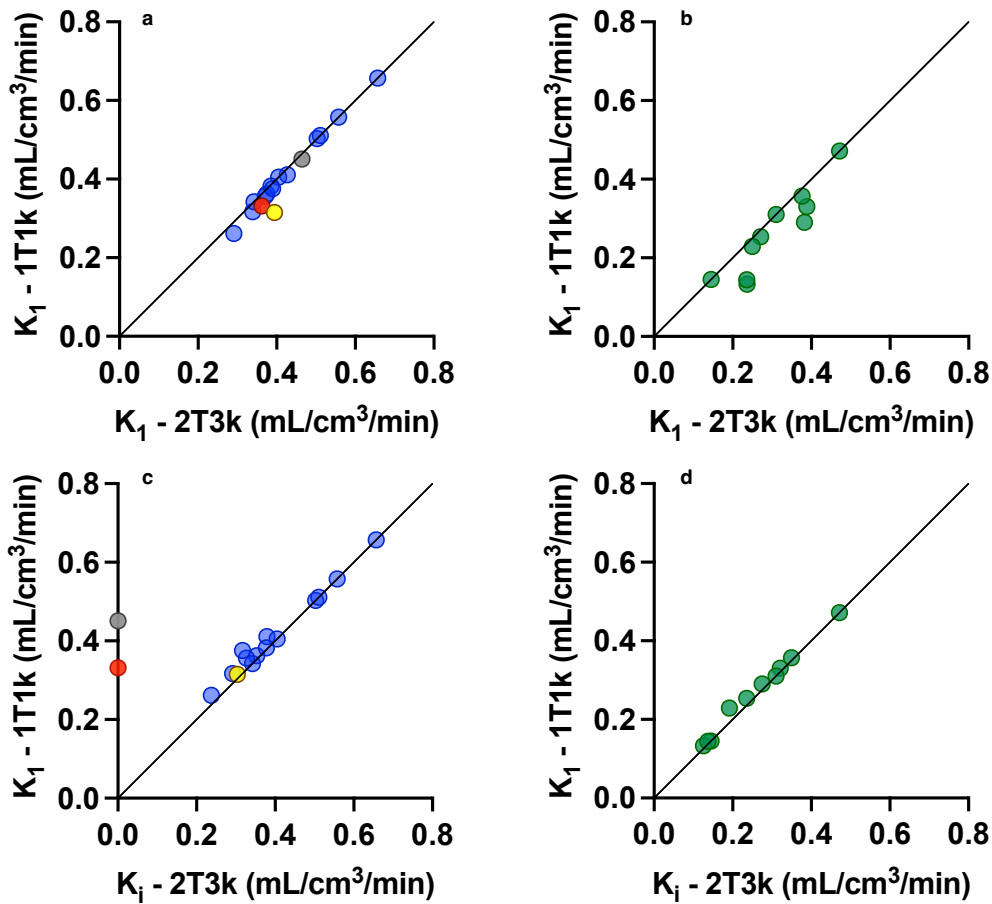 a
K₁ - 1T1k (mL/cm³/min)
0.8
0.6
0.4
0.2
0.0
0.0 0.2 0.4 0.6 0.8
K₁ - 2T3k (mL/cm³/min)
b
K₁ - 1T1k (mL/cm³/min)
0.8
0.6
0.4
0.2
0.0
0.0 0.2 0.4 0.6 0.8
K₁ - 2T3k (mL/cm³/min)
c
K₁ - 1T1k (mL/cm³/min)
0.8
0.6
0.4
0.2
0.0
0.0 0.2 0.4 0.6 0.8
Kᵢ - 2T3k (mL/cm³/min)
d
K₁ - 1T1k (mL/cm³/min)
0.8
0.6
0.4
0.2
0.0
0.0 0.2 0.4 0.6 0.8
Kᵢ - 2T3k (mL/cm³/min)